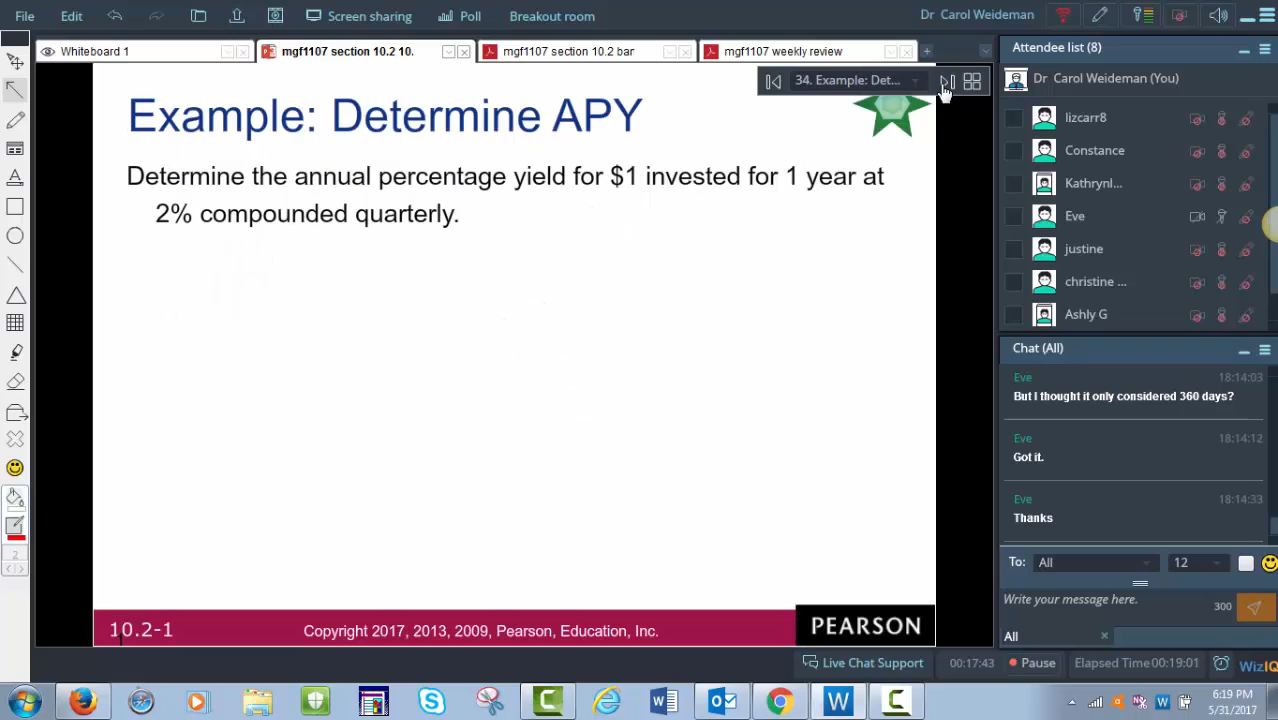 File Edit Screen sharing Poll Breakout room Dr Carol Weideman
Whiteboard 1 mgf1107 section 10.2 10. mgf1107 section 10.2 bar mgf1107 weekly review
34. Example: Det...
Example: Determine APY
Determine the annual percentage yield for $1 invested for 1 year at
2% compounded quarterly.
10.2-1
Copyright 2017, 2013, 2009, Pearson, Education, Inc.
PEARSON
2
Attendee list (8)
Dr Carol Weideman (You)
lizcarr8
Constance
Kathrynl...
Eve
justine
christine ...
Ashly G
Chat (All)
Eve 18:14:03
But I thought it only considered 360 days?
Eve 18:14:12
Got it.
Eve 18:14:33
Thanks
To: All 12
Write your message here. 300
All
Live Chat Support 00:17:43 Pause Elapsed Time 00:19:01 WizIQ
6:19 PM
5/31/2017